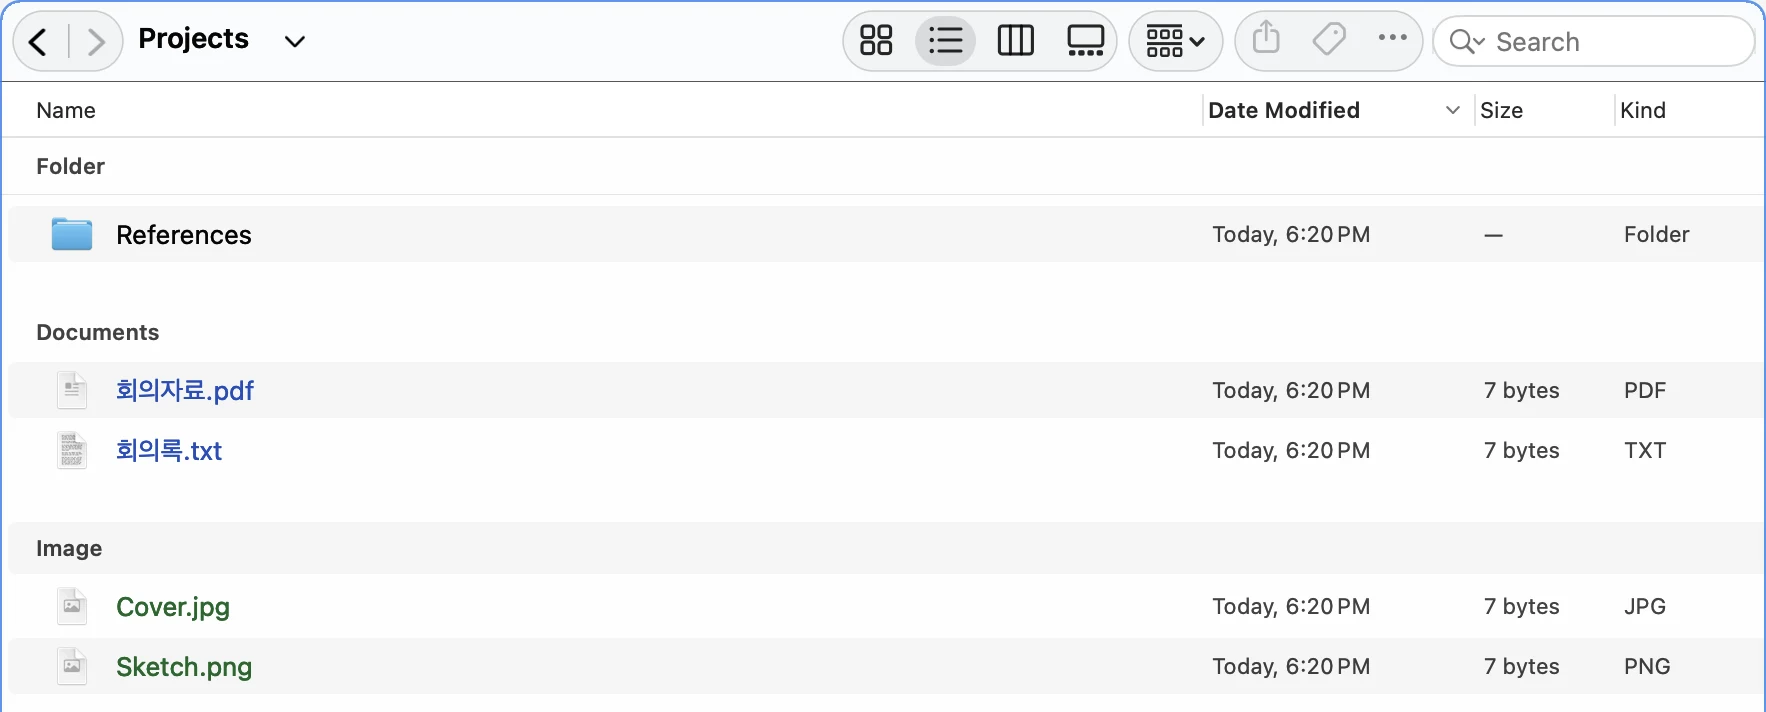 Projects
Search
Name Date Modified Size Kind
Folder
References Today, 6:20 PM — Folder
Documents
회의자료.pdf Today, 6:20 PM 7 bytes PDF
회의록.txt Today, 6:20 PM 7 bytes TXT
Image
Cover.jpg Today, 6:20 PM 7 bytes JPG
Sketch.png Today, 6:20 PM 7 bytes PNG